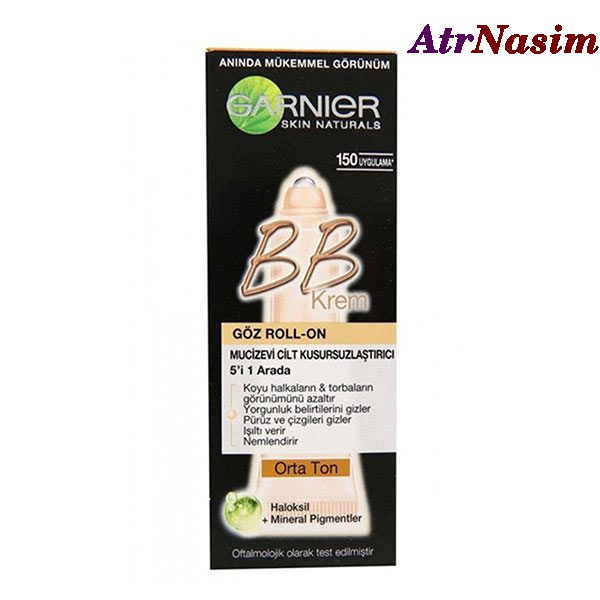 AtrNasim
ANINDA MÜKEMMEL GÖRÜNÜM
GARNIER
SKIN NATURALS
150 UYGULAMA*
BB
Krem
GÖZ ROLL-ON
MUCİZEVİ CİLT KUSURSUZLAŞTIRICI
5'i 1 Arada
Koyu halkaların & torbaların
görünümünü azaltır
Yorgunluk belirtilerini gizler
Pürüz ve çizgileri gizler
Işıltı verir
Nemlendirir
Orta Ton
Haloksil
+ Mineral Pigmentler
Oftalmolojik olarak test edilmiştir